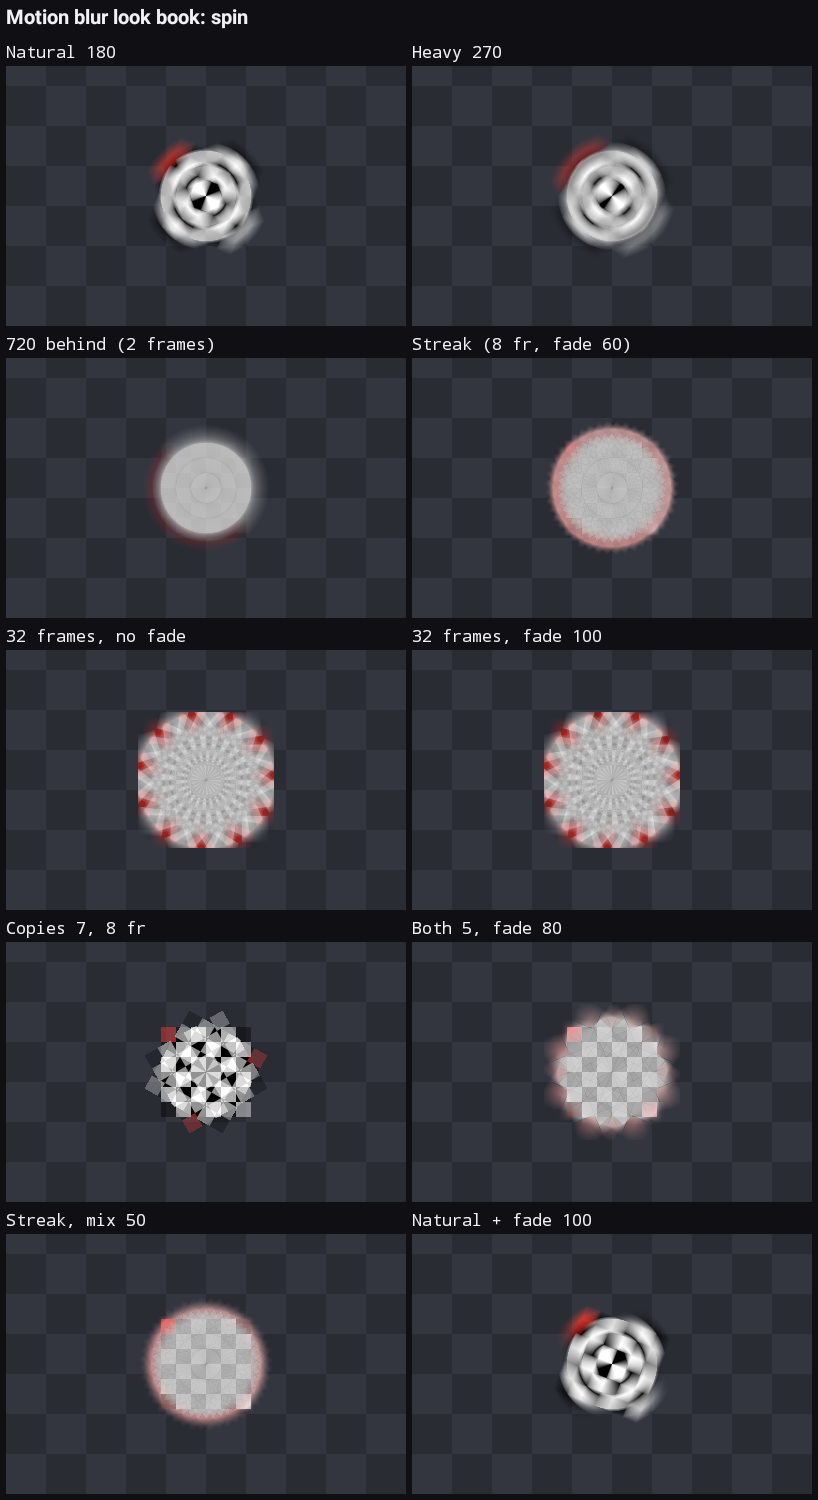 Motion blur look book: spin
Natural 180
Heavy 270
720 behind (2 frames)
Streak (8 fr, fade 60)
32 frames, no fade
32 frames, fade 100
Copies 7, 8 fr
Both 5, fade 80
Streak, mix 50
Natural + fade 100